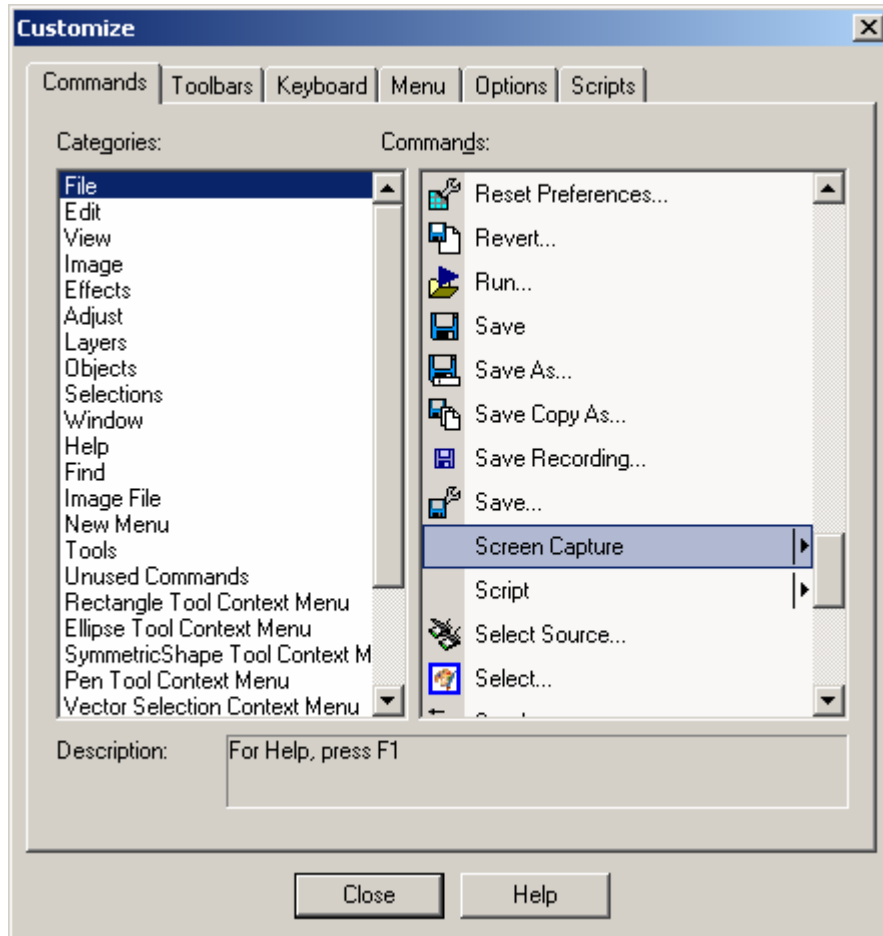 Customize
Commands Toolbars Keyboard Menu Options Scripts
Categories:
Commands:
File
Edit
View
Image
Effects
Adjust
Layers
Objects
Selections
Window
Help
Find
Image File
New Menu
Tools
Unused Commands
Rectangle Tool Context Menu
Ellipse Tool Context Menu
SymmetricShape Tool Context M
Pen Tool Context Menu
Vector Selection Context Menu
Reset Preferences...
Revert...
Run...
Save
Save As...
Save Copy As...
Save Recording...
Save...
Screen Capture
Script
Select Source...
Select...
Description:
For Help, press F1
Close
Help